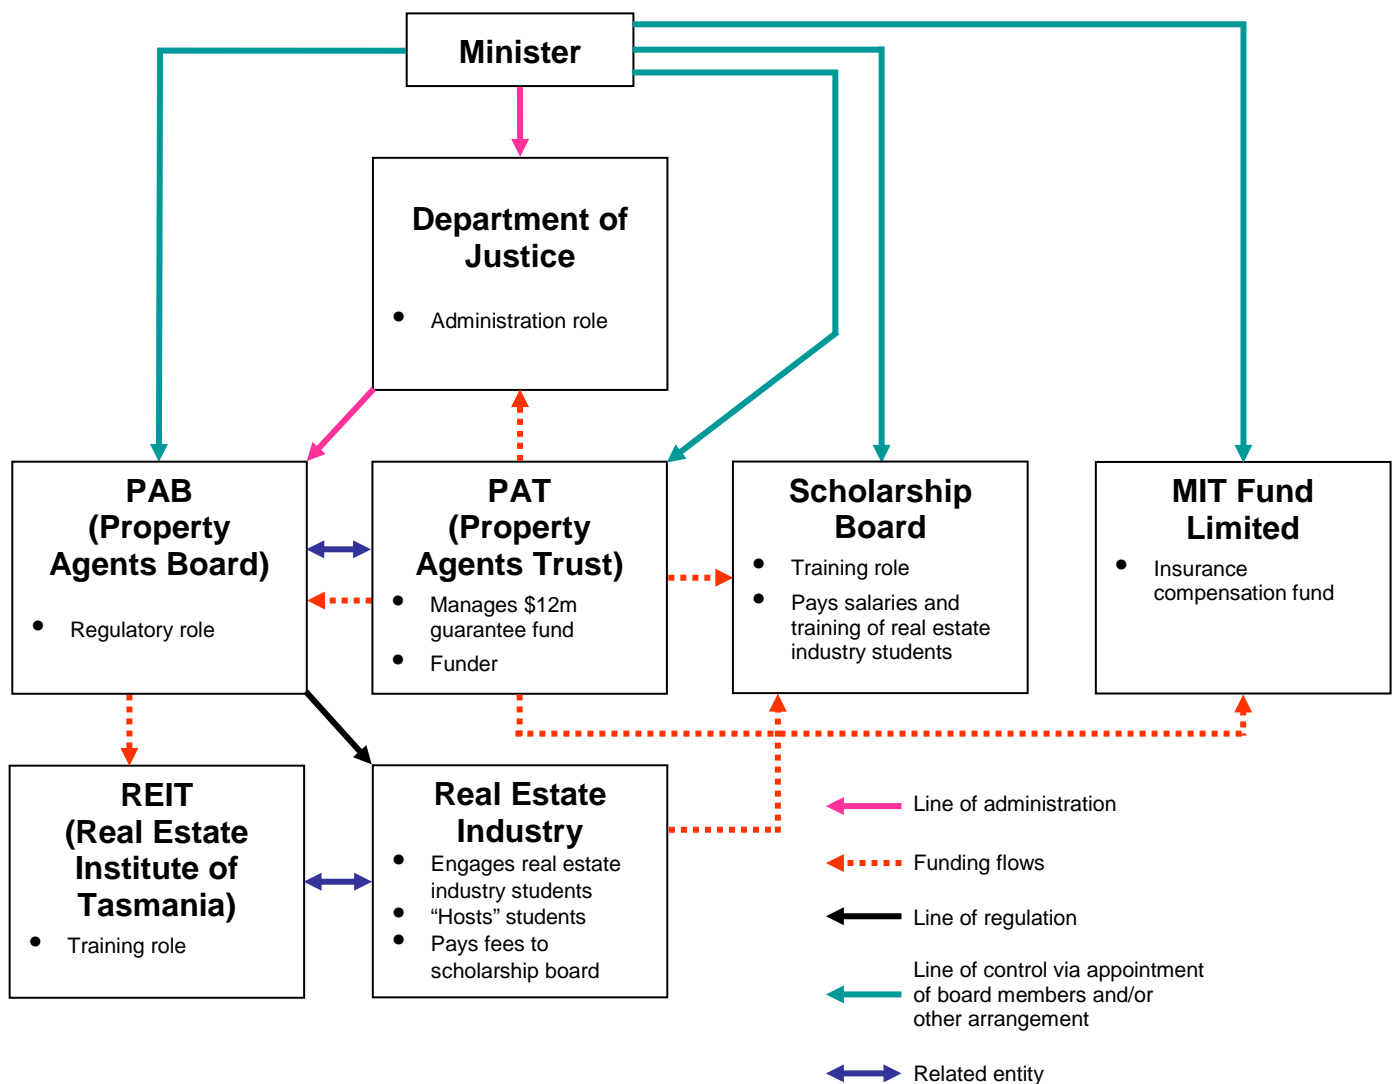 Minister
Department of
Justice
• Administration role
PAB
(Property
Agents Board)
• Regulatory role
PAT
(Property
Agents Trust)
• Manages $12m
guarantee fund
• Funder
Scholarship
Board
• Training role
• Pays salaries and
training of real estate
industry students
MIT Fund
Limited
• Insurance
compensation fund
REIT
(Real Estate
Institute of
Tasmania)
• Training role
Real Estate
Industry
• Engages real estate
industry students
• “Hosts” students
• Pays fees to
scholarship board
Line of administration
Funding flows
Line of regulation
Line of control via appointment
of board members and/or
other arrangement
Related entity